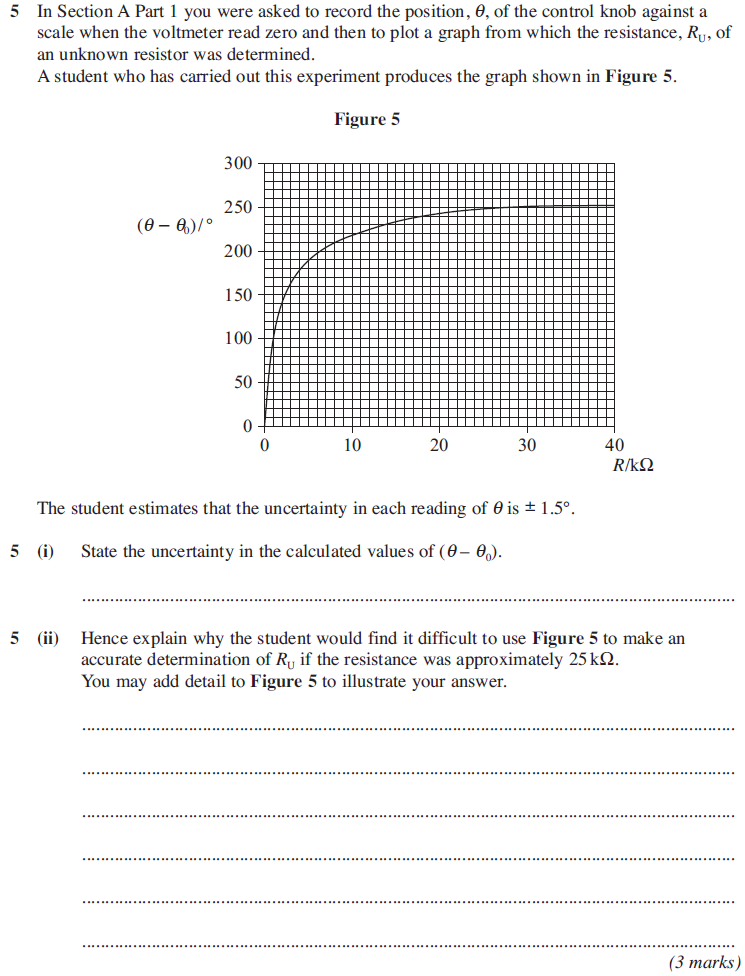 5 In Section A Part 1 you were asked to record the position, θ, of the control knob against a
scale when the voltmeter read zero and then to plot a graph from which the resistance, R_U, of
an unknown resistor was determined.
A student who has carried out this experiment produces the graph shown in Figure 5.
Figure 5
300
250
(θ – θ₀)/°
200
150
100
50
0
0 10 20 30 40
R/kΩ
The student estimates that the uncertainty in each reading of θ is ± 1.5°.
5 (i) State the uncertainty in the calculated values of (θ – θ₀).
5 (ii) Hence explain why the student would find it difficult to use Figure 5 to make an
accurate determination of R_U if the resistance was approximately 25 kΩ.
You may add detail to Figure 5 to illustrate your answer.
(3 marks)